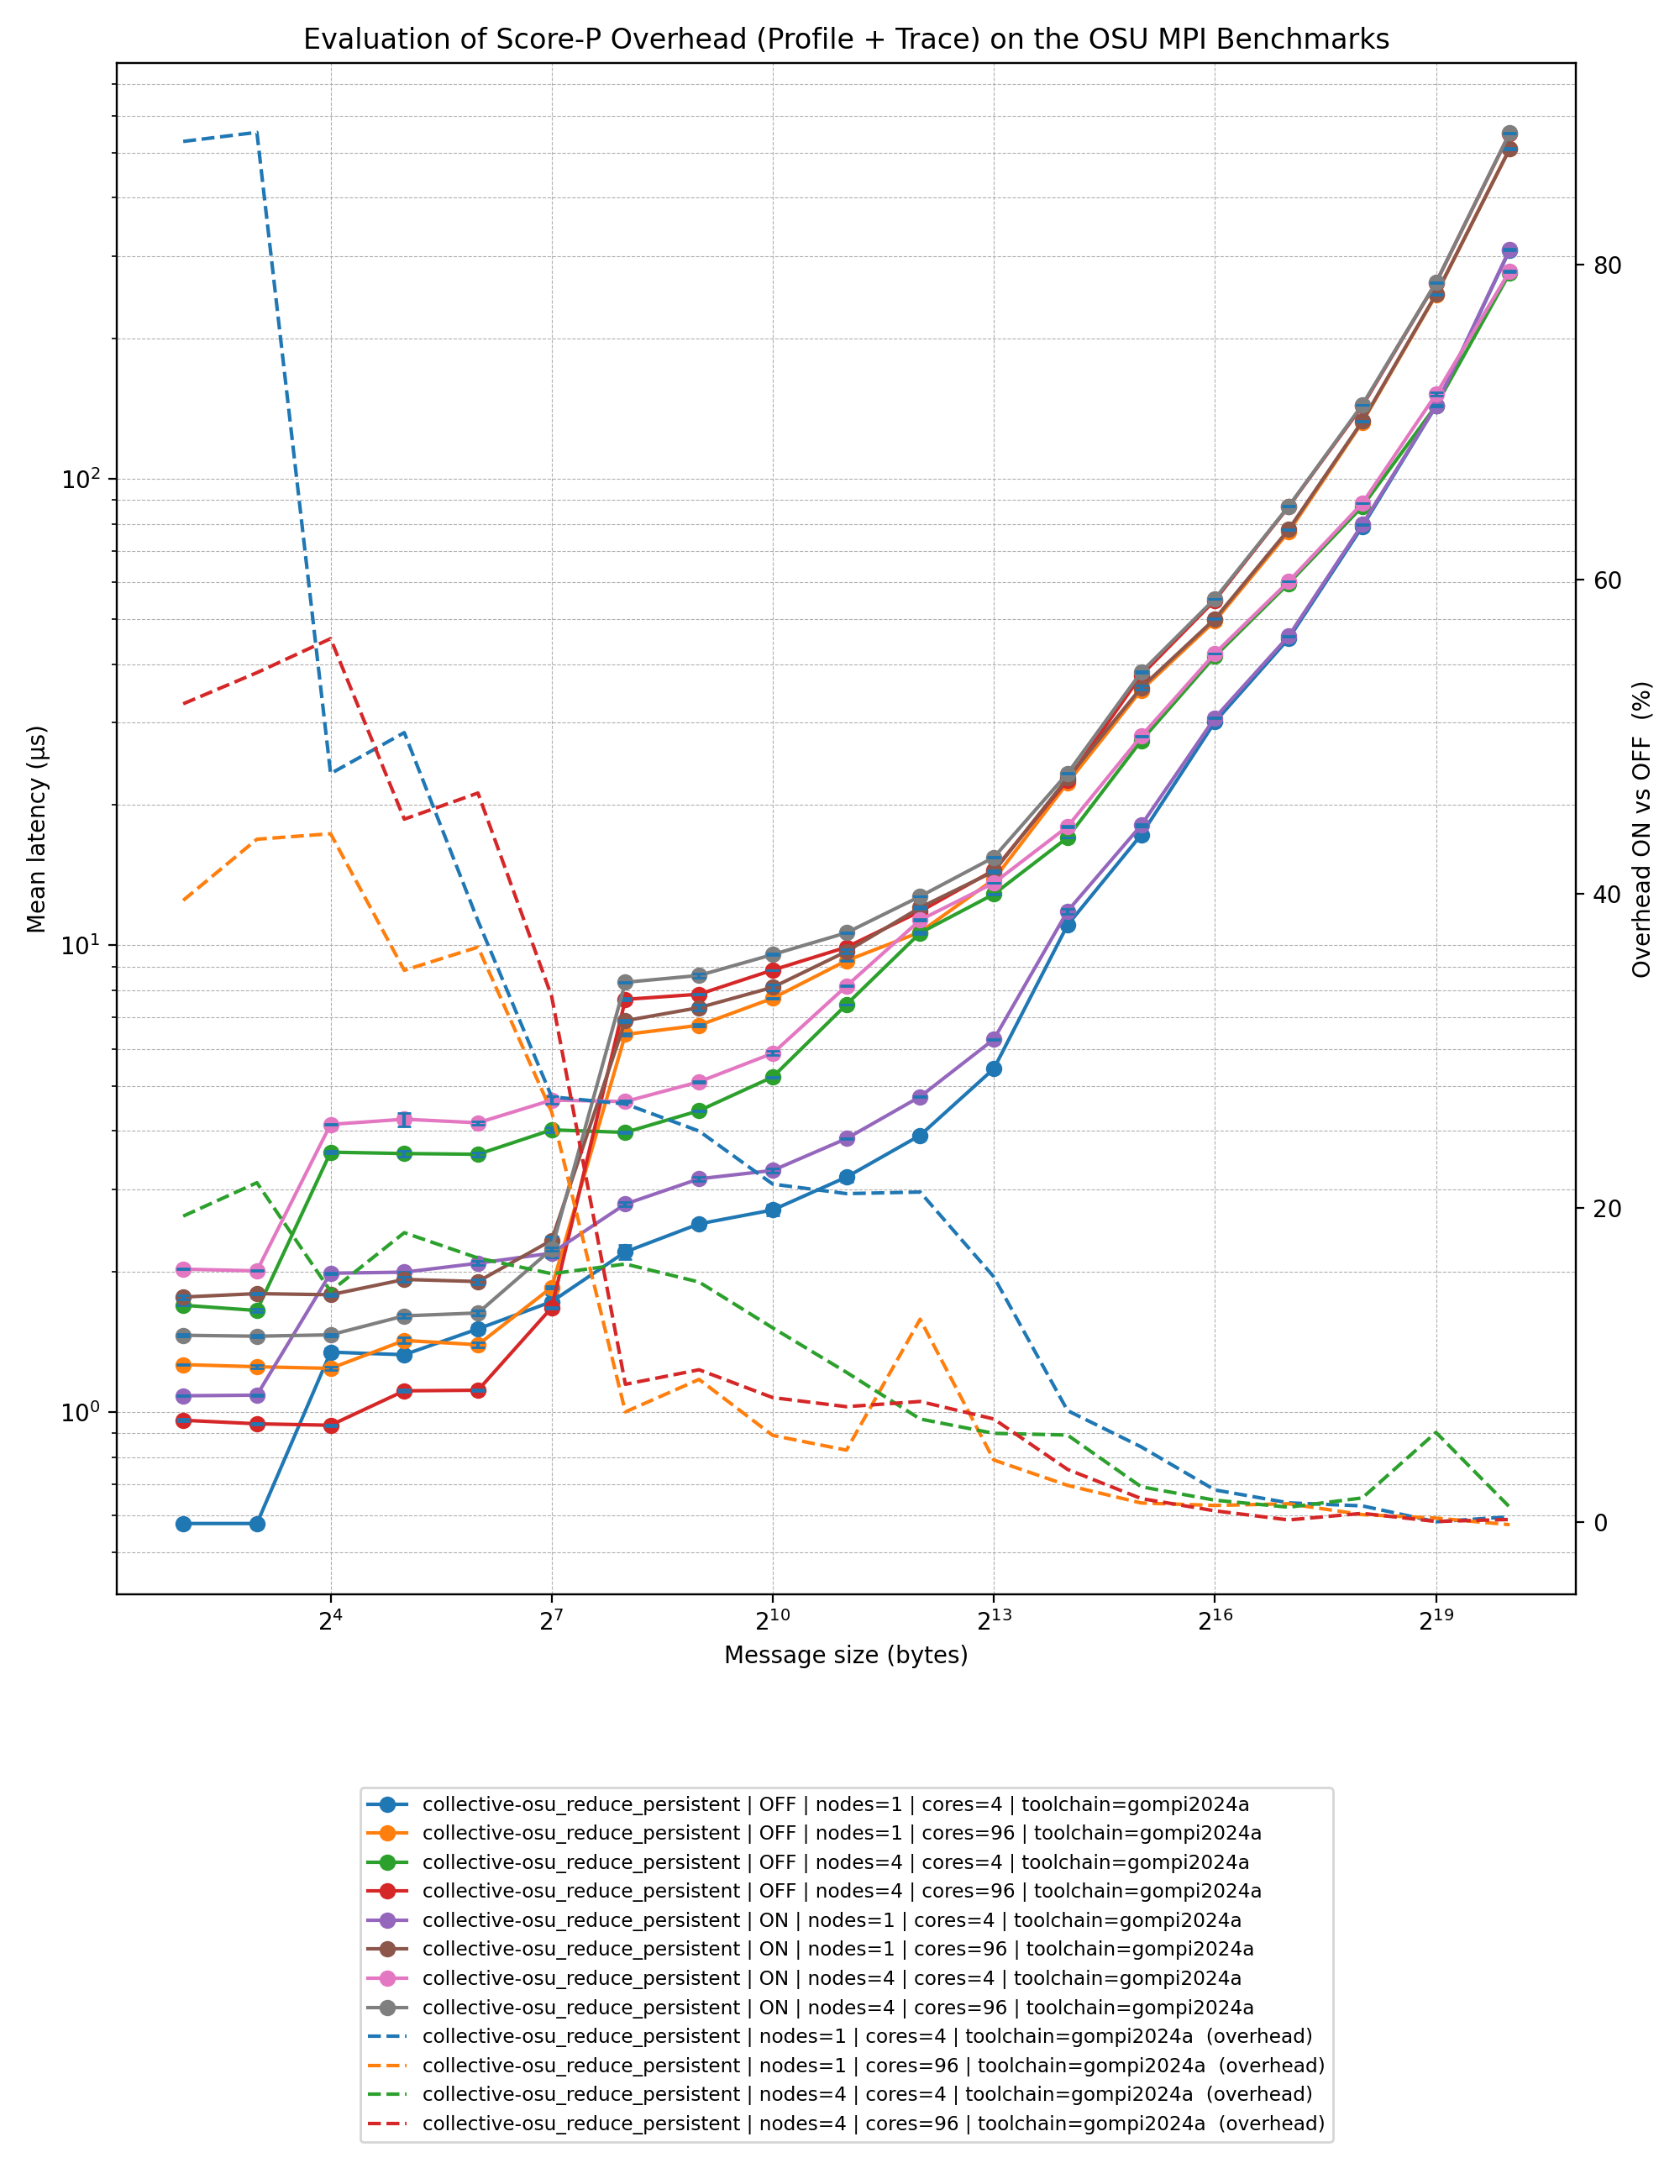 Evaluation of Score-P Overhead (Profile + Trace) on the OSU MPI Benchmarks
Mean latency (µs)
10²
10¹
10⁰
80
60
40
20
0
Overhead ON vs OFF (%)
2⁴ 2⁷ 2¹⁰ 2¹³ 2¹⁶ 2¹⁹
Message size (bytes)
collective-osu_reduce_persistent | OFF | nodes=1 | cores=4 | toolchain=gompi2024a
collective-osu_reduce_persistent | OFF | nodes=1 | cores=96 | toolchain=gompi2024a
collective-osu_reduce_persistent | OFF | nodes=4 | cores=4 | toolchain=gompi2024a
collective-osu_reduce_persistent | OFF | nodes=4 | cores=96 | toolchain=gompi2024a
collective-osu_reduce_persistent | ON | nodes=1 | cores=4 | toolchain=gompi2024a
collective-osu_reduce_persistent | ON | nodes=1 | cores=96 | toolchain=gompi2024a
collective-osu_reduce_persistent | ON | nodes=4 | cores=4 | toolchain=gompi2024a
collective-osu_reduce_persistent | ON | nodes=4 | cores=96 | toolchain=gompi2024a
collective-osu_reduce_persistent | nodes=1 | cores=4 | toolchain=gompi2024a (overhead)
collective-osu_reduce_persistent | nodes=1 | cores=96 | toolchain=gompi2024a (overhead)
collective-osu_reduce_persistent | nodes=4 | cores=4 | toolchain=gompi2024a (overhead)
collective-osu_reduce_persistent | nodes=4 | cores=96 | toolchain=gompi2024a (overhead)